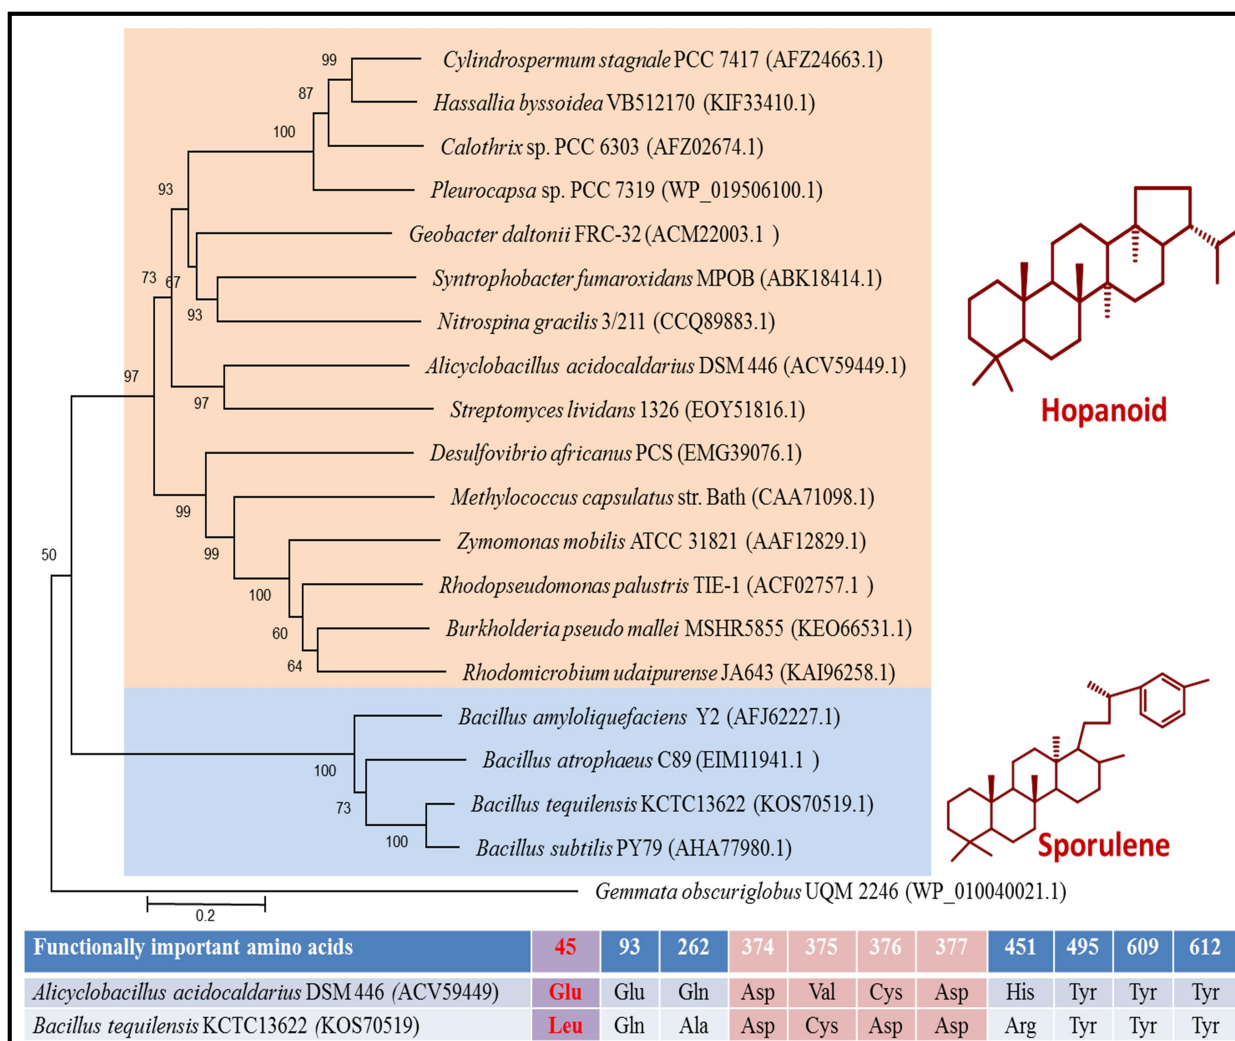 99
Cylindrospermum stagnale PCC 7417 (AFZ24663.1)
87
Hassallia byssoidea VB512170 (KIF33410.1)
100
Calothrix sp. PCC 6303 (AFZ02674.1)
93
Pleurocapsa sp. PCC 7319 (WP_019506100.1)
Geobacter daltonii FRC-32 (ACM22003.1 )
73
67
Syntrophobacter fumaroxidans MPOB (ABK18414.1)
93
Nitrospina gracilis 3/211 (CCQ89883.1)
97
Alicyclobacillus acidocaldarius DSM 446 (ACV59449.1)
97
Streptomyces lividans 1326 (EOY51816.1)
Hopanoid
Desulfovibrio africanus PCS (EMG39076.1)
99
Methylococcus capsulatus str. Bath (CAA71098.1)
99
Zymomonas mobilis ATCC 31821 (AAF12829.1)
50
100
Rhodopseudomonas palustris TIE-1 (ACF02757.1 )
60
Burkholderia pseudo mallei MSHR5855 (KEO66531.1)
64
Rhodomicrobium udaipurense JA643 (KAI96258.1)
Bacillus amyloliquefaciens Y2 (AFJ62227.1)
100
Bacillus atrophaeus C89 (EIM11941.1 )
73
Bacillus tequilensis KCTC13622 (KOS70519.1)
100
Bacillus subtilis PY79 (AHA77980.1)
Sporulene
Gemmata obscuriglobus UQM 2246 (WP_010040021.1)
0.2
Functionally important amino acids 45 93 262 374 375 376 377 451 495 609 612
Alicyclobacillus acidocaldarius DSM 446 (ACV59449) Glu Glu Gln Asp Val Cys Asp His Tyr Tyr Tyr
Bacillus tequilensis KCTC13622 (KOS70519) Leu Gln Ala Asp Cys Asp Asp Arg Tyr Tyr Tyr